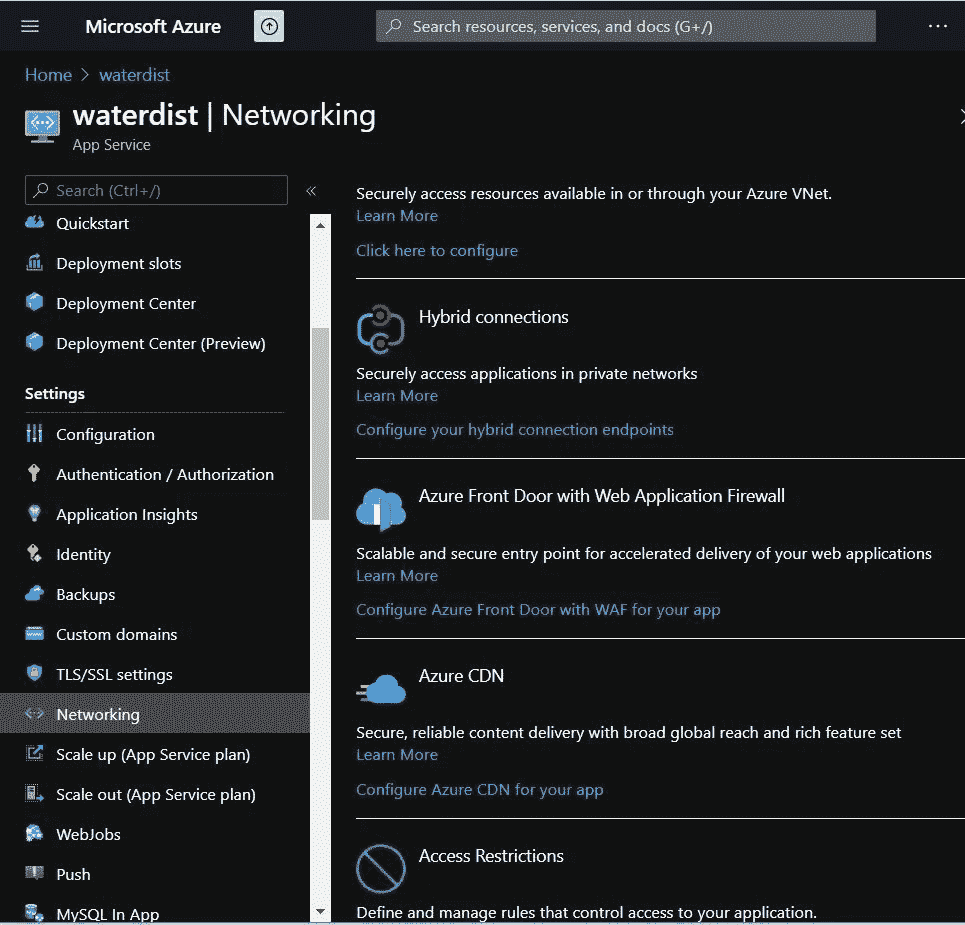 Microsoft Azure
Search resources, services, and docs (G+/)
Home > waterdist
waterdist | Networking
App Service
Search (Ctrl+/)
Quickstart
Deployment slots
Deployment Center
Deployment Center (Preview)
Settings
Configuration
Authentication / Authorization
Application Insights
Identity
Backups
Custom domains
TLS/SSL settings
Networking
Scale up (App Service plan)
Scale out (App Service plan)
WebJobs
Push
MySQL In App
Securely access resources available in or through your Azure VNet.
Learn More
Click here to configure
Hybrid connections
Securely access applications in private networks
Learn More
Configure your hybrid connection endpoints
Azure Front Door with Web Application Firewall
Scalable and secure entry point for accelerated delivery of your web applications
Learn More
Configure Azure Front Door with WAF for your app
Azure CDN
Secure, reliable content delivery with broad global reach and rich feature set
Learn More
Configure Azure CDN for your app
Access Restrictions
Define and manage rules that control access to your application.